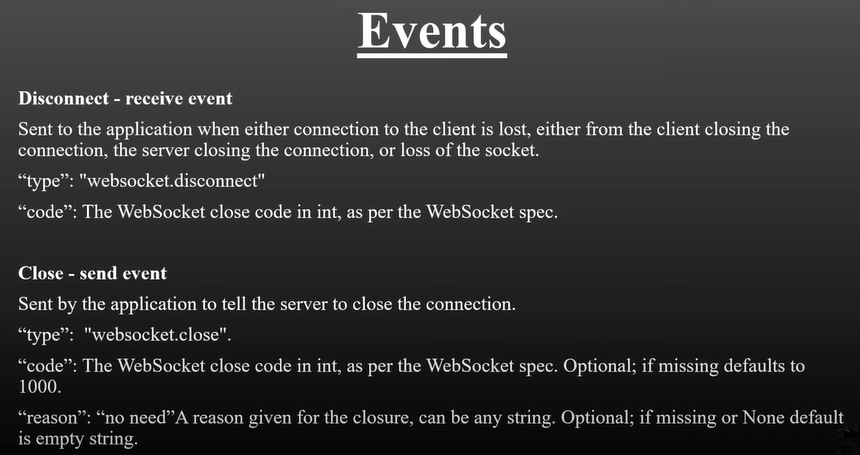 Events
Disconnect - receive event
Sent to the application when either connection to the client is lost, either from the client closing the
connection, the server closing the connection, or loss of the socket.
“type”: "websocket.disconnect"
“code”: The WebSocket close code in int, as per the WebSocket spec.
Close - send event
Sent by the application to tell the server to close the connection.
“type”:  "websocket.close".
“code”: The WebSocket close code in int, as per the WebSocket spec. Optional; if missing defaults to
1000.
“reason”: “no need”A reason given for the closure, can be any string. Optional; if missing or None default
is empty string.